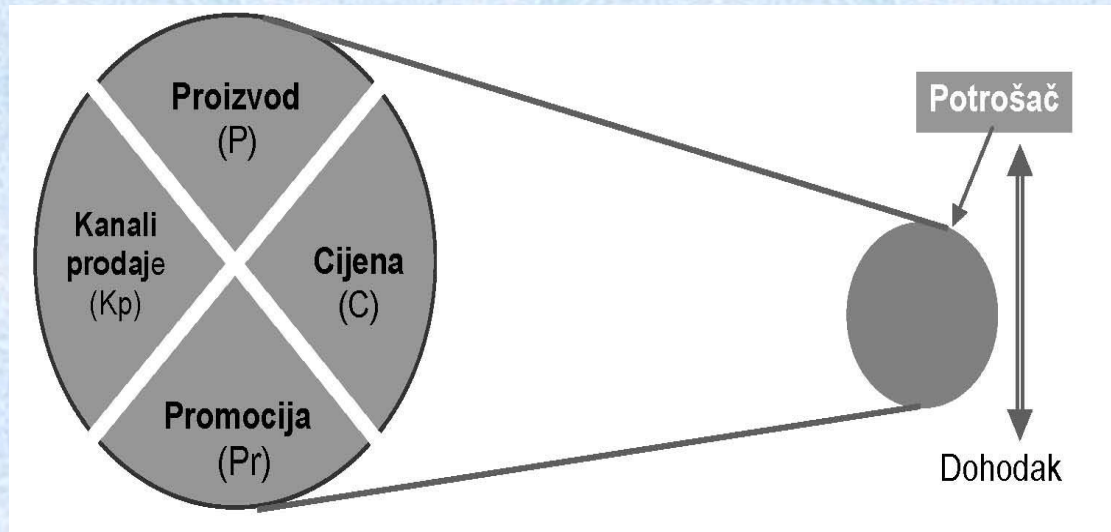 Proizvod
(P)
Kanali
prodaje
(Kp)
Cijena
(C)
Promocija
(Pr)
Potrošač
Dohodak